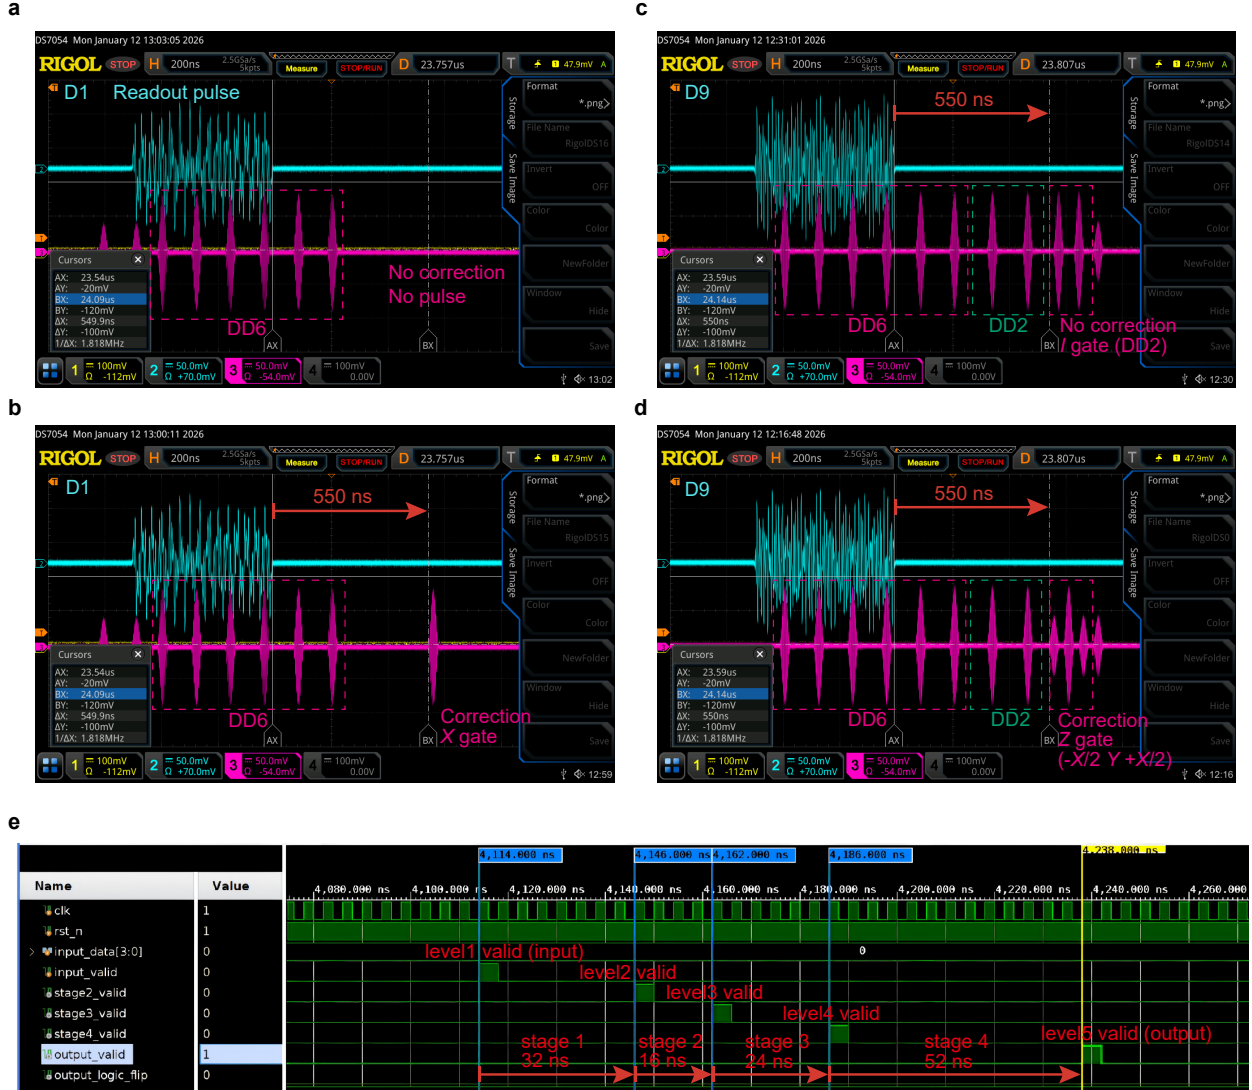 a
DS7054 Mon January 12 13:03:05 2026
RIGOL STOP H 200ns 2.5GSa/s 5kpts Measure STOP/RUN D 23.757us T 1 47.9mV A
D1 Readout pulse
Format
*.png
Storage
File Name
RigolDS16
Save Image
Invert
OFF
Color
Color
NewFolder
Window
Hide
Save
No correction
No pulse
DD6
Cursors
AX: 23.54us
AY: -20mV
BX: 24.09us
BY: -120mV
ΔX: 549.9ns
ΔY: -100mV
1/ΔX: 1.818MHz
AX BX
1 100mV Ω -112mV 2 50.0mV Ω +70.0mV 3 50.0mV Ω -54.0mV 4 100mV 0.00V
13:02
c
DS7054 Mon January 12 12:31:01 2026
RIGOL STOP H 200ns 2.5GSa/s 5kpts Measure STOP/RUN D 23.807us T 1 47.9mV A
D9
550 ns
Format
*.png
Storage
File Name
RigolDS14
Save Image
Invert
OFF
Color
Color
NewFolder
Window
Hide
Save
DD6 DD2
No correction
I gate (DD2)
Cursors
AX: 23.59us
AY: -20mV
BX: 24.14us
BY: -120mV
ΔX: 550ns
ΔY: -100mV
1/ΔX: 1.818MHz
AX BX
1 100mV Ω -112mV 2 50.0mV Ω +70.0mV 3 50.0mV Ω -54.0mV 4 100mV 0.00V
12:30
b
DS7054 Mon January 12 13:00:11 2026
RIGOL STOP H 200ns 2.5GSa/s 5kpts Measure STOP/RUN D 23.757us T 1 47.9mV A
D1
550 ns
Format
*.png
Storage
File Name
RigolDS15
Save Image
Invert
OFF
Color
Color
NewFolder
Window
Hide
Save
DD6
Correction
X gate
Cursors
AX: 23.54us
AY: -20mV
BX: 24.09us
BY: -120mV
ΔX: 549.9ns
ΔY: -100mV
1/ΔX: 1.818MHz
AX BX
1 100mV Ω -112mV 2 50.0mV Ω +70.0mV 3 50.0mV Ω -54.0mV 4 100mV 0.00V
12:59
d
DS7054 Mon January 12 12:16:48 2026
RIGOL STOP H 200ns 2.5GSa/s 5kpts Measure STOP/RUN D 23.807us T 1 47.9mV A
D9
550 ns
Format
*.png
Storage
File Name
RigolDS0
Save Image
Invert
OFF
Color
Color
NewFolder
Window
Hide
Save
DD6 DD2
Correction
Z gate
(-X/2 Y +X/2)
Cursors
AX: 23.59us
AY: -20mV
BX: 24.14us
BY: -120mV
ΔX: 550ns
ΔY: -100mV
1/ΔX: 1.818MHz
AX BX
1 100mV Ω -112mV 2 50.0mV Ω +70.0mV 3 50.0mV Ω -54.0mV 4 100mV 0.00V
12:16
e
4,114.000 ns 4,146.000 ns 4,162.000 ns 4,186.000 ns 4,238.000 ns
Name Value
4,080.000 ns 4,100.000 ns 4,120.000 ns 4,140.000 ns 4,160.000 ns 4,180.000 ns 4,200.000 ns 4,220.000 ns 4,240.000 ns 4,260.000
clk 1
rst_n 1
input_data[3:0] 0 level1 valid (input) 0
input_valid 0 level2 valid
stage2_valid 0 level3 valid
stage3_valid 0 level4 valid
stage4_valid 0 level5 valid (output)
output_valid 1
output_logic_flip 0
stage 1 stage 2 stage 3 stage 4
32 ns 16 ns 24 ns 52 ns